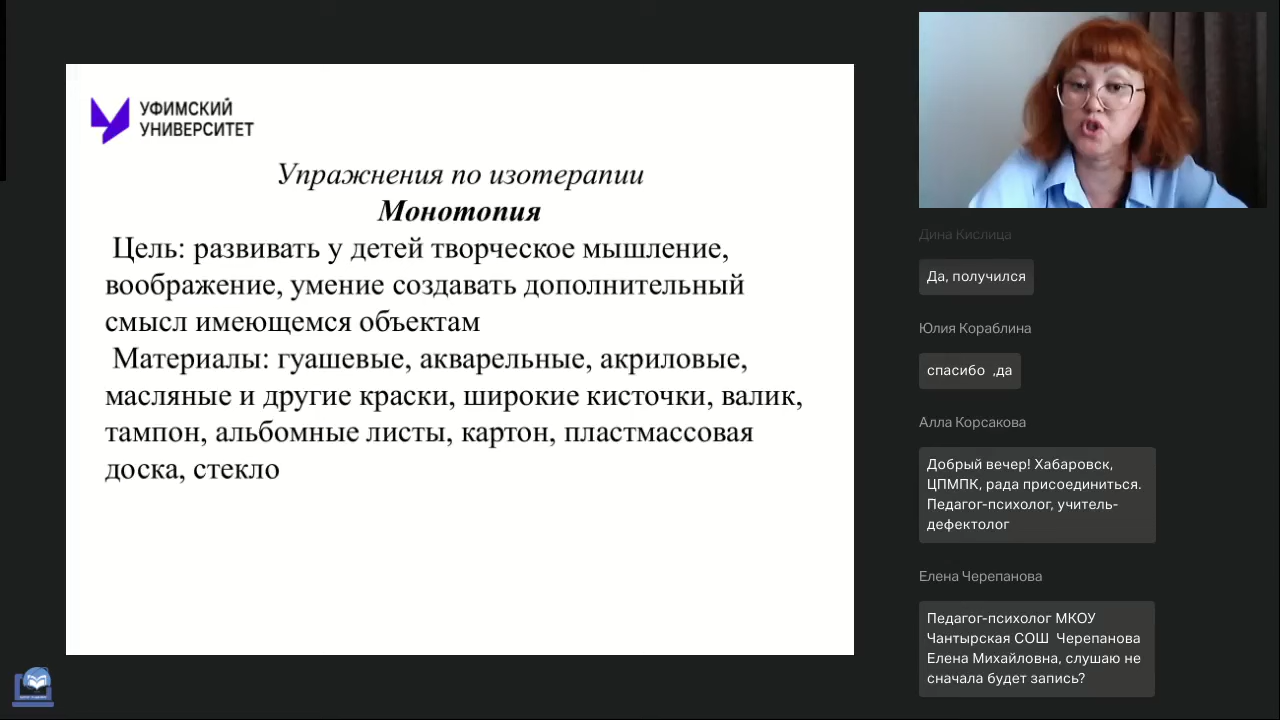 УФИМСКИЙ
УНИВЕРСИТЕТ
Упражнения по изотерапии
Монотопия
Цель: развивать у детей творческое мышление,
воображение, умение создавать дополнительный
смысл имеющемся объектам
Материалы: гуашевые, акварельные, акриловые,
масляные и другие краски, широкие кисточки, валик,
тампон, альбомные листы, картон, пластмассовая
доска, стекло
Дина Кислица
Да, получился
Юлия Кораблина
спасибо ,да
Алла Корсакова
Добрый вечер! Хабаровск,
ЦПМПК, рада присоединиться.
Педагог-психолог, учитель-
дефектолог
Елена Черепанова
Педагог-психолог МКОУ
Чантырская СОШ Черепанова
Елена Михайловна, слушаю не
сначала будет запись?